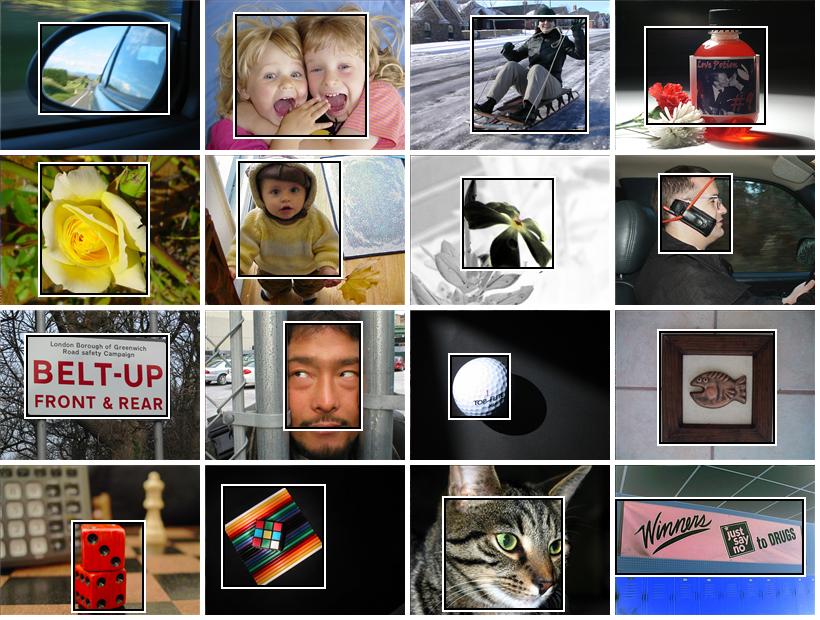 Love Potion
#9
London Borough of Greenwich
Road safety Campaign
BELT-UP
FRONT & REAR
TOP-FLITE
Winners
just
say
no
to DRUGS